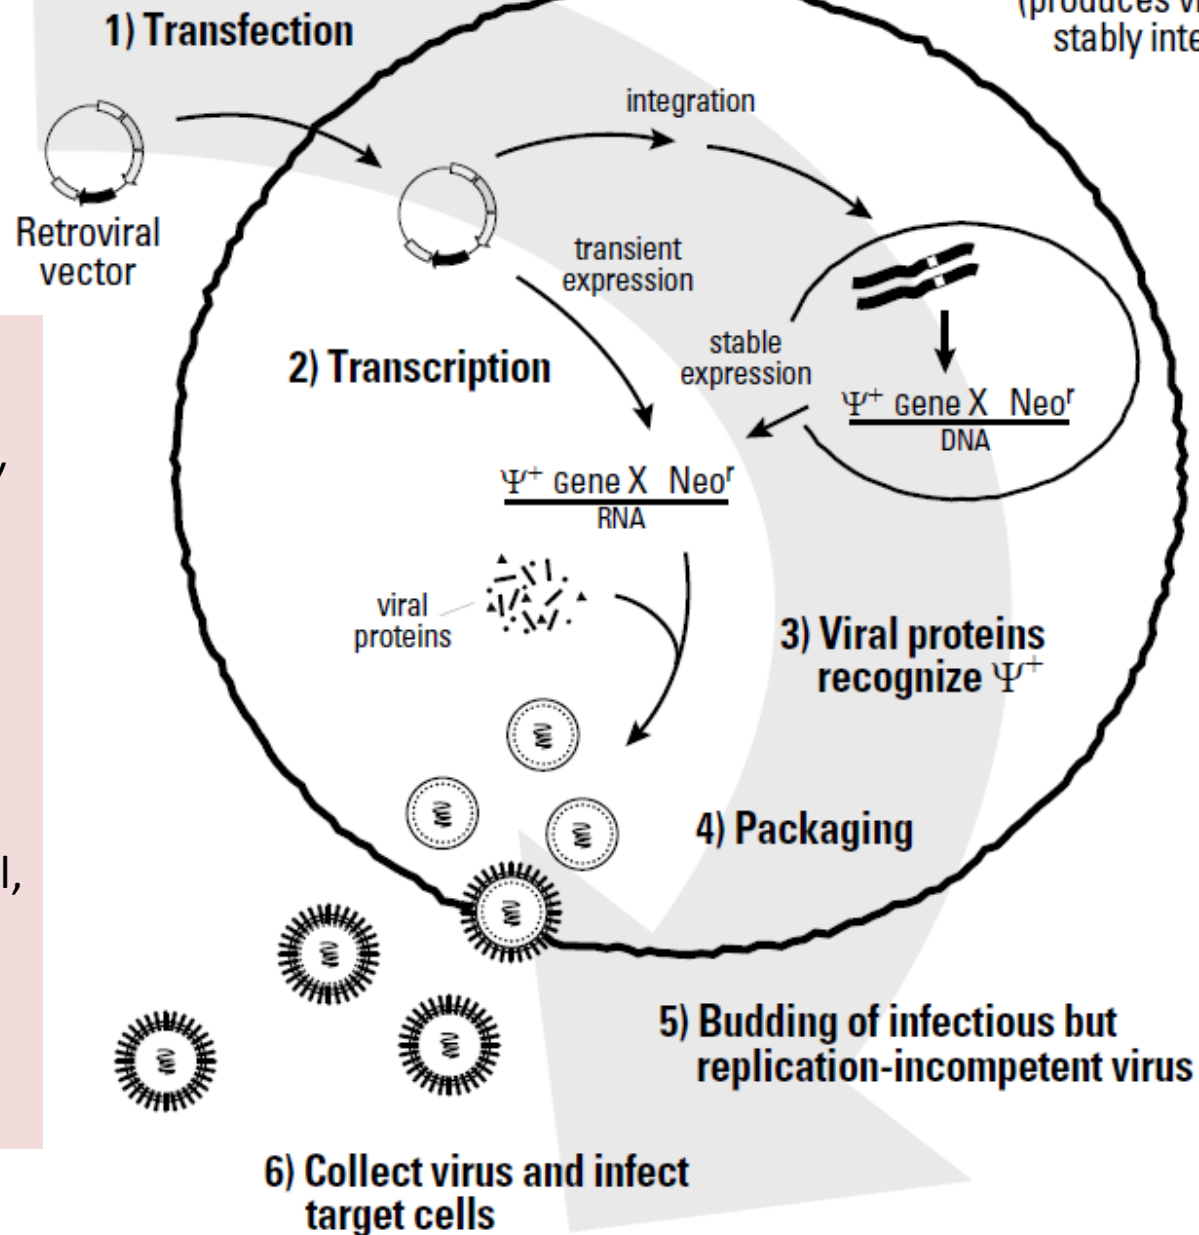 1) Transfection
stably
integration
Retroviral
vector
transient
expression
2) Transcription
stable
expression
Ψ⁺ Gene X Neoʳ
DNA
Ψ⁺ Gene X Neoʳ
RNA
viral
proteins
3) Viral proteins
recognize Ψ⁺
4) Packaging
5) Budding of infectious but
replication-incompetent virus
6) Collect virus and infect
target cells